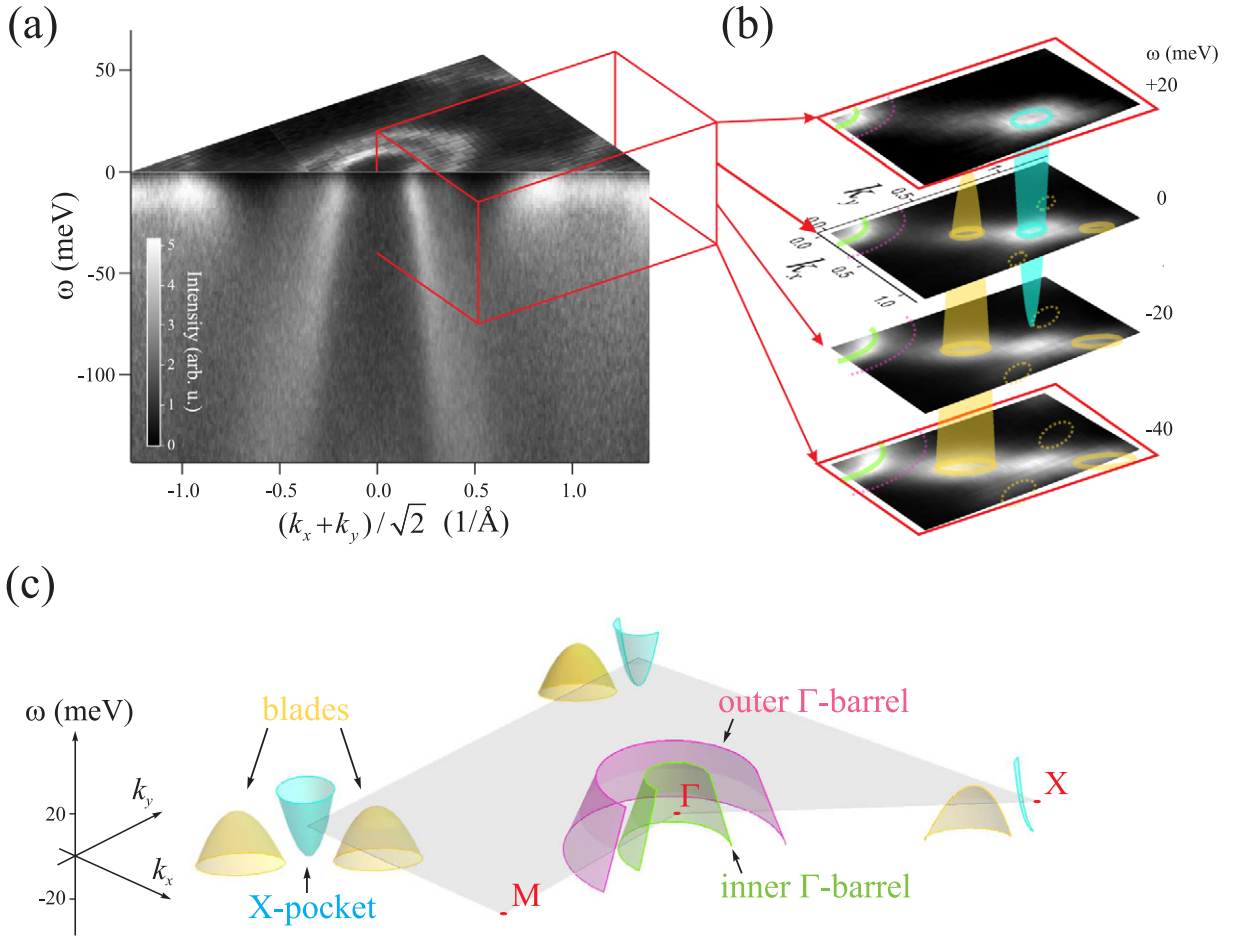 (a)
50
0
-50
-100
ω (meV)
5
4
3
2
1
0
Intensity (arb. u.)
-1.0
-0.5
0.0
0.5
1.0
(kx+ky)/√2 (1/Å)
(b)
ω (meV)
+20
0
-20
-40
ky
0.0
0.5
1
kx
0.0
0.5
1.0
(c)
ω (meV)
20
0
-20
ky
kx
blades
X-pocket
outer Γ-barrel
Γ
inner Γ-barrel
M
X